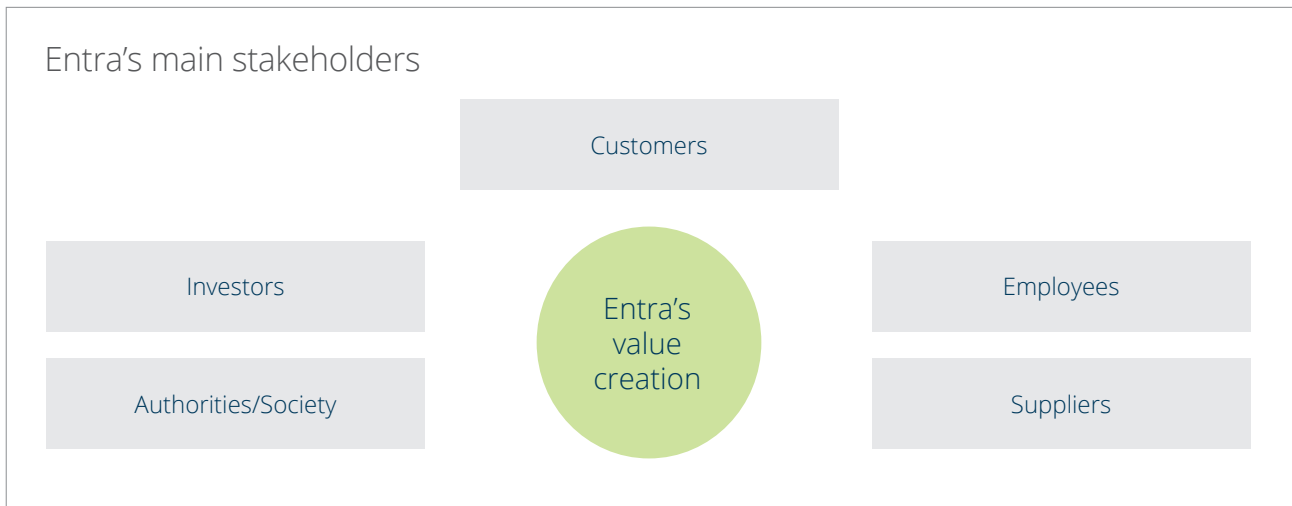 Entra’s main stakeholders
Customers
Investors
Authorities/Society
Entra’s
value
creation
Employees
Suppliers